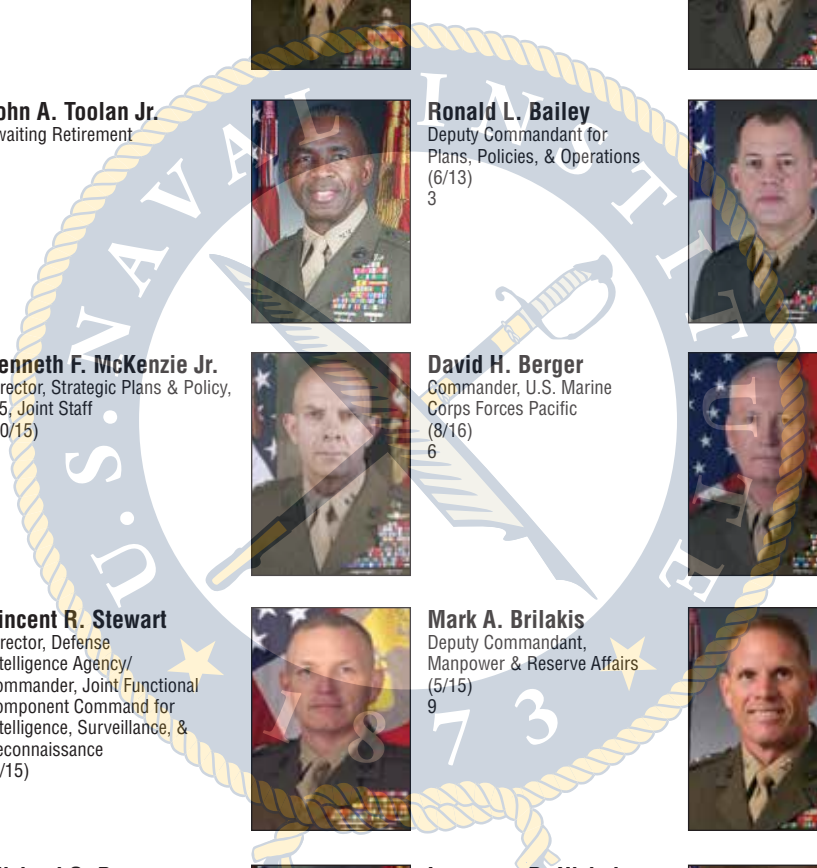 ohn A. Toolan Jr.
waiting Retirement
Ronald L. Bailey
Deputy Commandant for
Plans, Policies, & Operations
(6/13)
3
enneth F. McKenzie Jr.
rector, Strategic Plans & Policy,
5, Joint Staff
0/15)
David H. Berger
Commander, U.S. Marine
Corps Forces Pacific
(8/16)
6
incent R. Stewart
rector, Defense
telligence Agency/
ommander, Joint Functional
omponent Command for
telligence, Surveillance, &
econnaissance
/15)
Mark A. Brilakis
Deputy Commandant,
Manpower & Reserve Affairs
(5/15)
9
U.S. NAVAL INSTITUTE
1873